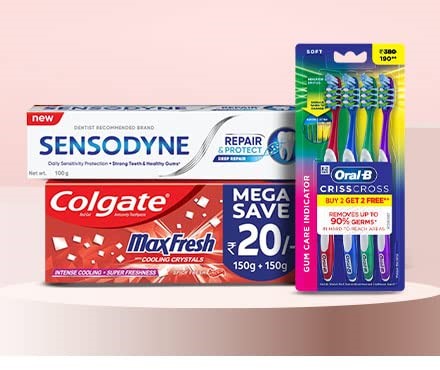 new
DENTIST RECOMMENDED BRAND
SENSODYNE
Daily Sensitivity Protection • Strong Teeth & Healthy Gums
Net wt. 100 g
REPAIR
& PROTECT
DEEP REPAIR
Colgate
MaxFresh
COOLING CRYSTALS
INTENSE COOLING • SUPER FRESHNESS
SPICY FRESH
MEGA
SAVE
₹ 20/-
150g + 150g
SOFT
₹ 380
190
GUM CARE INDICATOR
Oral-B
CRISSCROSS
BUY 2 GET 2 FREE
REMOVES UP TO
90% GERMS
IN HARD TO REACH AREAS